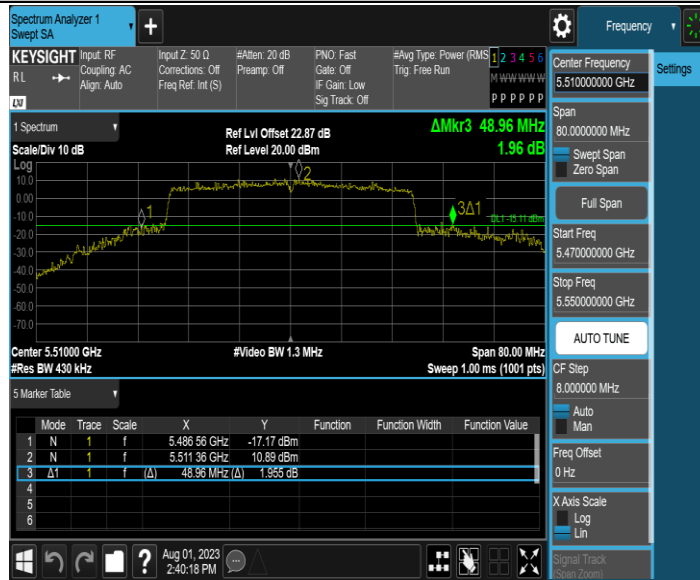 Spectrum Analyzer 1
Swept SA
Frequency
KEYSIGHT
RL
LXI
Input: RF
Coupling: AC
Align: Auto
Input Z: 50 Ω
Corrections: Off
Freq Ref: Int (S)
#Atten: 20 dB
Preamp: Off
PNO: Fast
Gate: Off
IF Gain: Low
Sig Track: Off
#Avg Type: Power (RMS
Trig: Free Run
1 2 3 4 5 6
M W W W W W
P P P P P P
1 Spectrum
Scale/Div 10 dB
Ref Lvl Offset 22.87 dB
Ref Level 20.00 dBm
ΔMkr3 48.96 MHz
1.96 dB
Log
10.0
0.00
-10.0
-20.0
-30.0
-40.0
-50.0
-60.0
-70.0
1
2
3Δ1
DL1 -15.11 dBm
Center 5.51000 GHz
#Res BW 430 kHz
#Video BW 1.3 MHz
Span 80.00 MHz
Sweep 1.00 ms (1001 pts)
5 Marker Table
Mode Trace Scale X Y Function Function Width Function Value
1 N 1 f 5.486 56 GHz -17.17 dBm
2 N 1 f 5.511 36 GHz 10.89 dBm
3 Δ1 1 f (Δ) 48.96 MHz (Δ) 1.955 dB
4
5
6
Aug 01, 2023
2:40:18 PM
Center Frequency
5.510000000 GHz
Settings
Span
80.0000000 MHz
Swept Span
Zero Span
Full Span
Start Freq
5.470000000 GHz
Stop Freq
5.550000000 GHz
AUTO TUNE
CF Step
8.000000 MHz
Auto
Man
Freq Offset
0 Hz
X Axis Scale
Log
Lin
Signal Track
(Span Zoom)